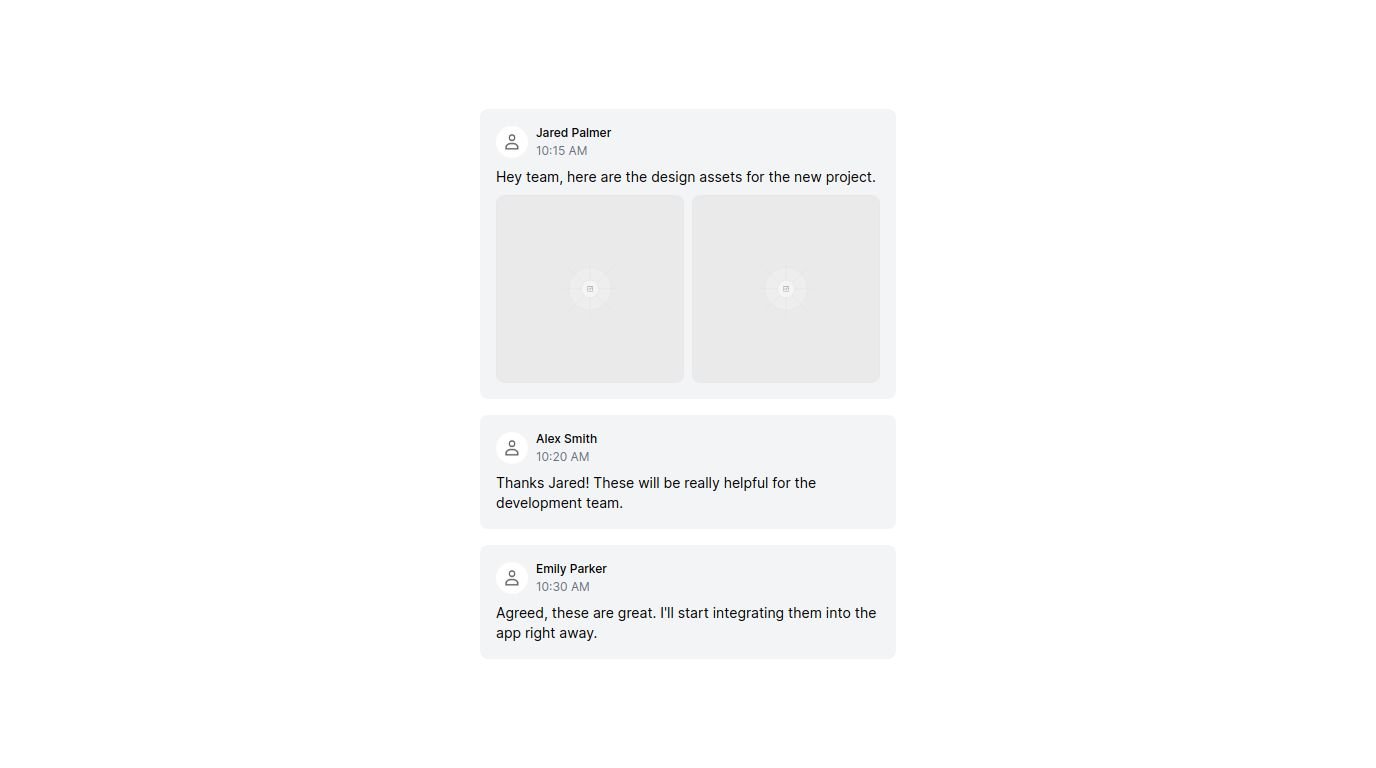 Jared Palmer
10:15 AM
Hey team, here are the design assets for the new project.
Alex Smith
10:20 AM
Thanks Jared! These will be really helpful for the
development team.
Emily Parker
10:30 AM
Agreed, these are great. I'll start integrating them into the
app right away.